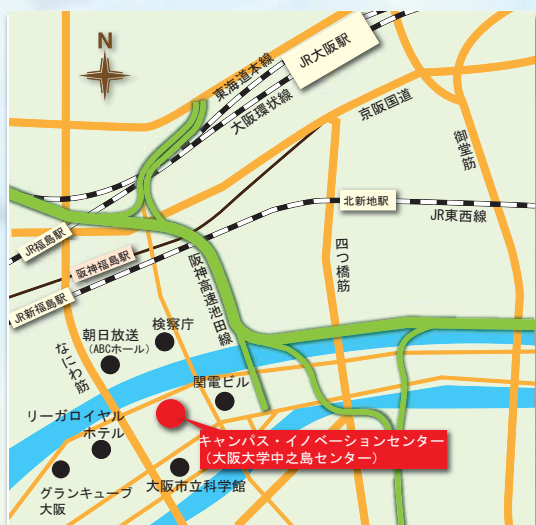 N
JR大阪駅
東海道本線
大阪環状線
京阪国道
御堂筋
北新地駅
JR東西線
JR福島駅
阪神福島駅
JR新福島駅
阪神高速池田線
四つ橋筋
なにわ筋
朝日放送
（ABCホール）
検察庁
関電ビル
リーガロイヤル
ホテル
キャンパス・イノベーションセンター
（大阪大学中之島センター）
グランキューブ
大阪
大阪市立科学館